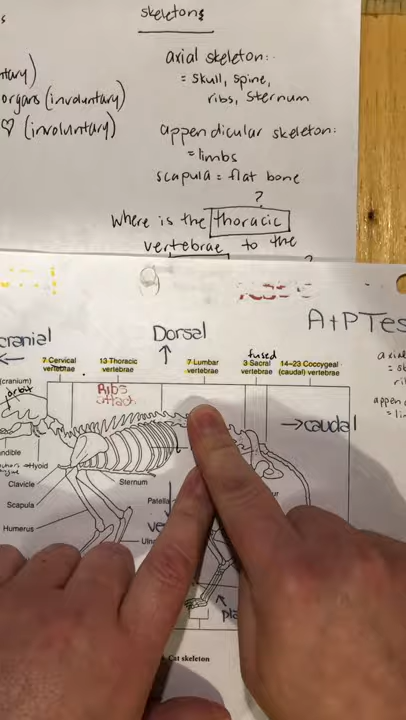 skeletons
axial skeleton:
= skull, spine,
ribs, sternum
organs (involuntary)
♡ (involuntary)
appendicular skeleton:
= limbs
scapula = flat bone
?
Where is the thoracic
vertebrae to the
?
A+P Tes
cranial
Dorsal
fused
7 Cervical vertebrae
13 Thoracic vertebrae
7 Lumbar vertebrae
3 Sacral vertebrae
14–23 Coccygeal (caudal) vertebrae
(cranium)
orbit
Ribs
attach
caudal
Hyoid
Clavicle
Scapula
Humerus
Sternum
Patella
Cat skeleton